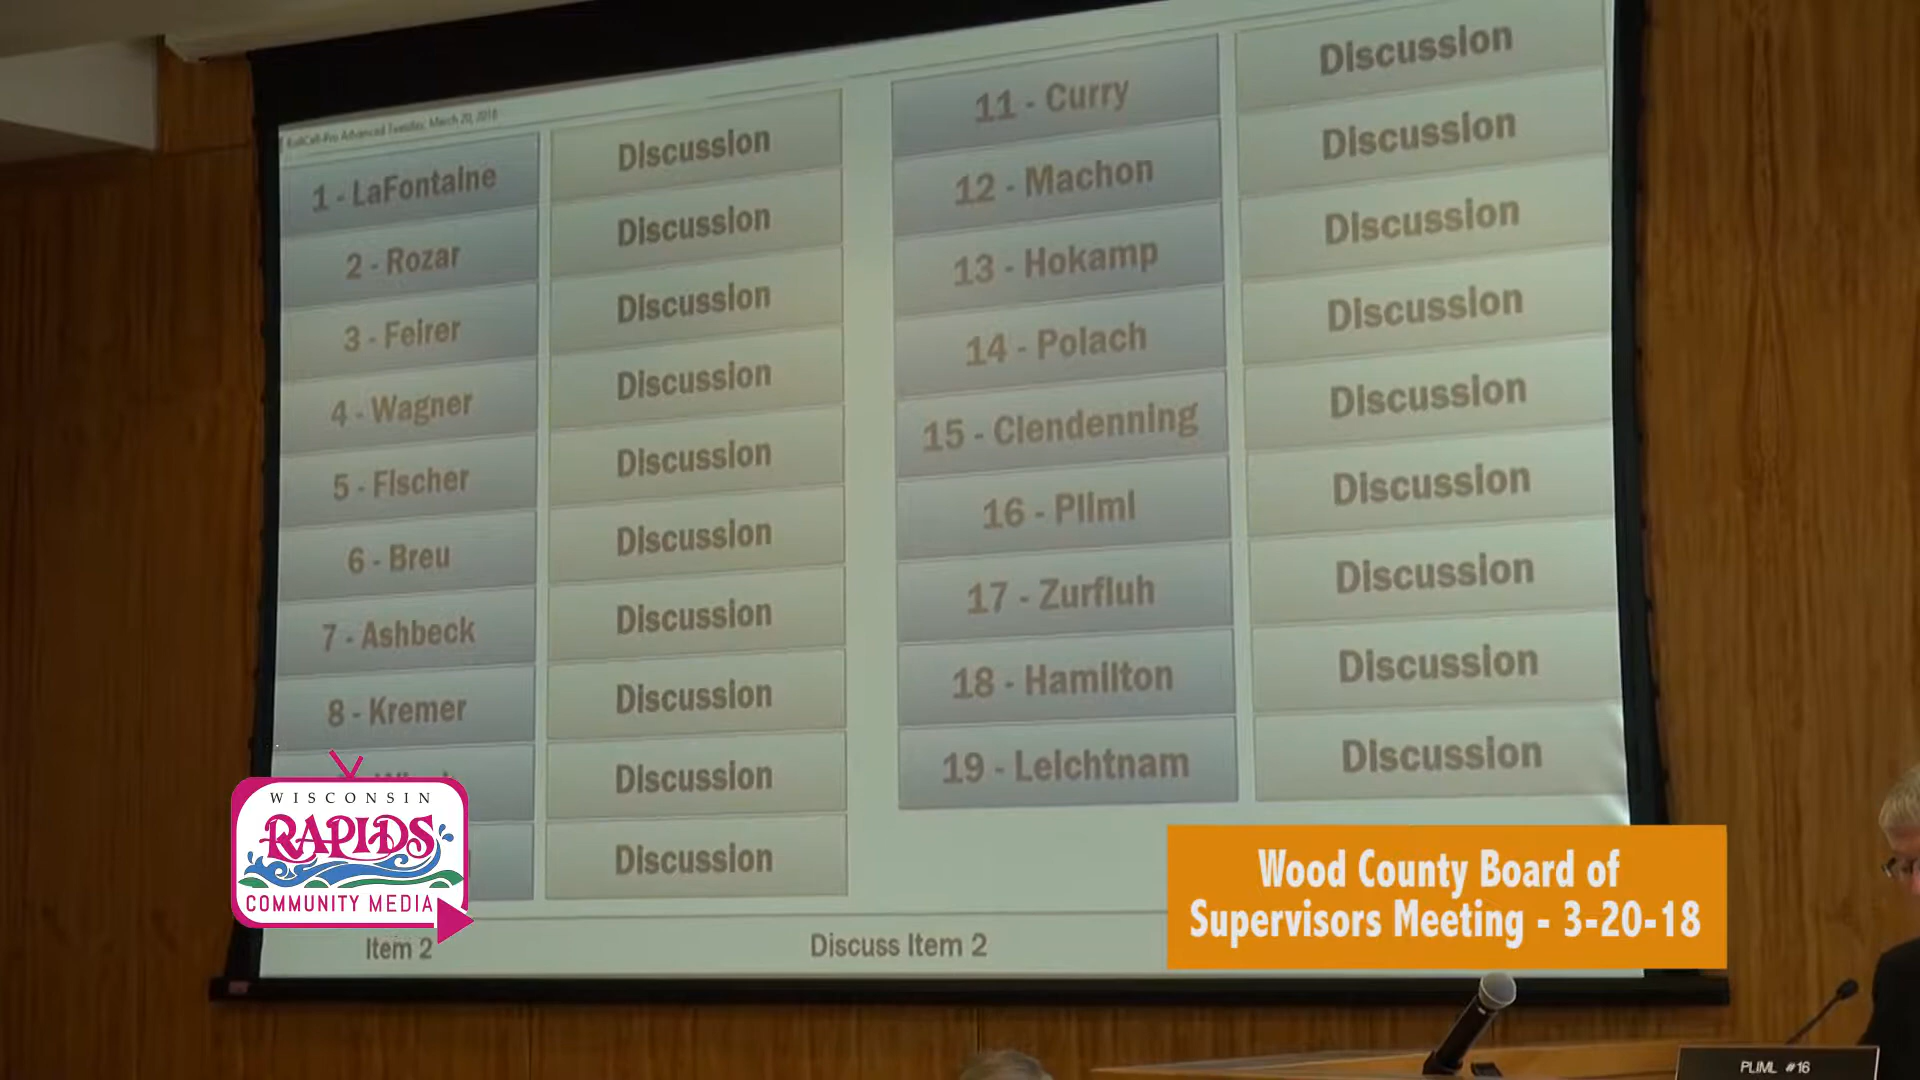 Advanced Tuesday, March 20, 2018
1 - LaFontaine
Discussion
2 - Rozar
Discussion
3 - Feirer
Discussion
4 - Wagner
Discussion
5 - Fischer
Discussion
6 - Breu
Discussion
7 - Ashbeck
Discussion
8 - Kremer
Discussion
Discussion
Discussion
11 - Curry
Discussion
12 - Machon
Discussion
13 - Hokamp
Discussion
14 - Polach
Discussion
15 - Clendenning
Discussion
16 - Pliml
Discussion
17 - Zurfluh
Discussion
18 - Hamilton
Discussion
19 - Leichtnam
Discussion
Item 2
Discuss Item 2
WISCONSIN
RAPIDS
COMMUNITY MEDIA
Wood County Board of
Supervisors Meeting - 3-20-18
PLIML #16